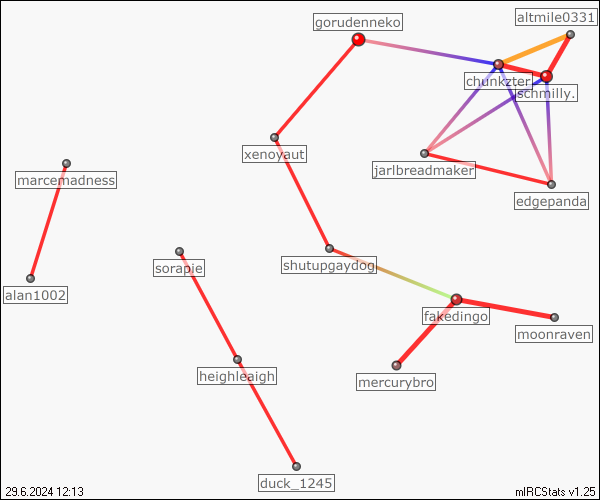 altmile0331
gorudenneko
chunkzter
schmilly.
xenoyaut
jarlbreadmaker
marcemadness
edgepanda
shutupgaydog
sorapie
alan1002
fakedingo
moonraven
heighleaigh
mercurybro
duck_1245
29.6.2024 12:13
mIRCStats v1.25